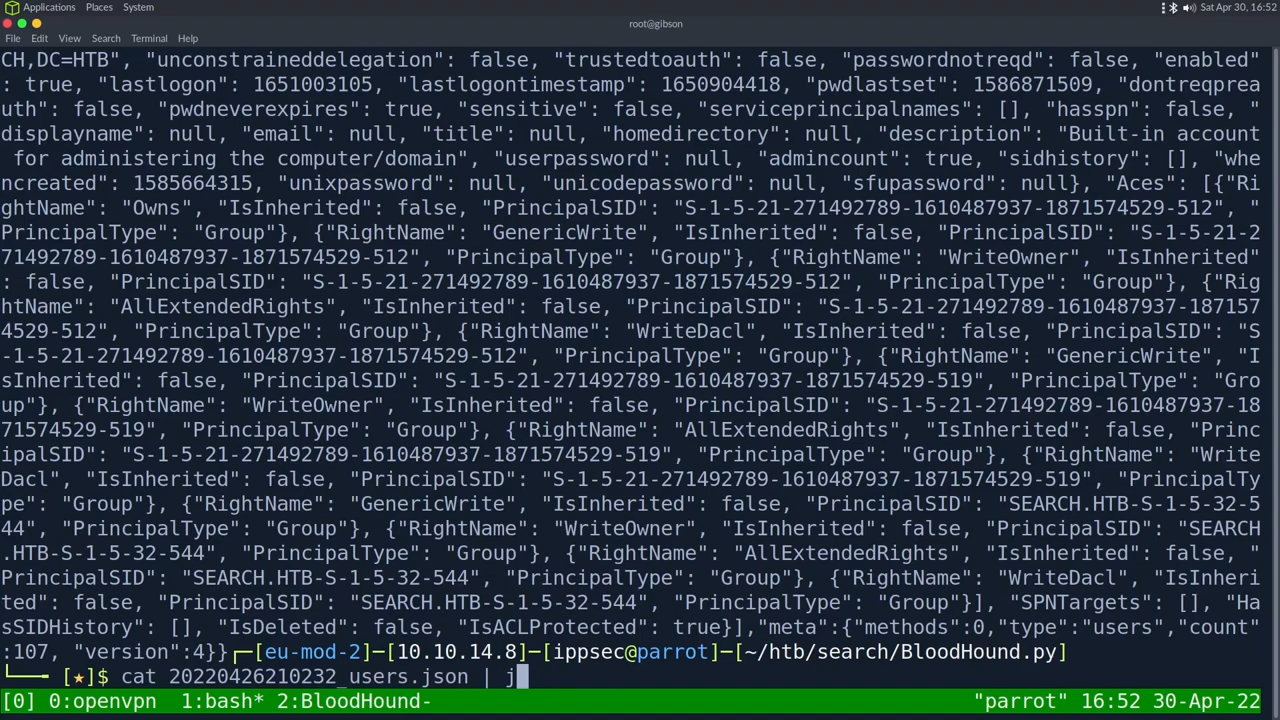 Applications Places System Sat Apr 30, 16:52
root@gibson
File Edit View Search Terminal Help
CH,DC=HTB", "unconstraineddelegation": false, "trustedtoauth": false, "passwordnotreqd": false, "enabled"
: true, "lastlogon": 1651003105, "lastlogontimestamp": 1650904418, "pwdlastset": 1586871509, "dontreqprea
uth": false, "pwdneverexpires": true, "sensitive": false, "serviceprincipalnames": [], "hasspn": false, "
displayname": null, "email": null, "title": null, "homedirectory": null, "description": "Built-in account
 for administering the computer/domain", "userpassword": null, "admincount": true, "sidhistory": [], "whe
ncreated": 1585664315, "unixpassword": null, "unicodepassword": null, "sfupassword": null}, "Aces": [{"Ri
ghtName": "Owns", "IsInherited": false, "PrincipalSID": "S-1-5-21-271492789-1610487937-1871574529-512", "
PrincipalType": "Group"}, {"RightName": "GenericWrite", "IsInherited": false, "PrincipalSID": "S-1-5-21-2
71492789-1610487937-1871574529-512", "PrincipalType": "Group"}, {"RightName": "WriteOwner", "IsInherited"
: false, "PrincipalSID": "S-1-5-21-271492789-1610487937-1871574529-512", "PrincipalType": "Group"}, {"Rig
htName": "AllExtendedRights", "IsInherited": false, "PrincipalSID": "S-1-5-21-271492789-1610487937-187157
4529-512", "PrincipalType": "Group"}, {"RightName": "WriteDacl", "IsInherited": false, "PrincipalSID": "S
-1-5-21-271492789-1610487937-1871574529-512", "PrincipalType": "Group"}, {"RightName": "GenericWrite", "I
sInherited": false, "PrincipalSID": "S-1-5-21-271492789-1610487937-1871574529-519", "PrincipalType": "Gro
up"}, {"RightName": "WriteOwner", "IsInherited": false, "PrincipalSID": "S-1-5-21-271492789-1610487937-18
71574529-519", "PrincipalType": "Group"}, {"RightName": "AllExtendedRights", "IsInherited": false, "Princ
ipalSID": "S-1-5-21-271492789-1610487937-1871574529-519", "PrincipalType": "Group"}, {"RightName": "Write
Dacl", "IsInherited": false, "PrincipalSID": "S-1-5-21-271492789-1610487937-1871574529-519", "PrincipalTy
pe": "Group"}, {"RightName": "GenericWrite", "IsInherited": false, "PrincipalSID": "SEARCH.HTB-S-1-5-32-5
44", "PrincipalType": "Group"}, {"RightName": "WriteOwner", "IsInherited": false, "PrincipalSID": "SEARCH
.HTB-S-1-5-32-544", "PrincipalType": "Group"}, {"RightName": "AllExtendedRights", "IsInherited": false, "
PrincipalSID": "SEARCH.HTB-S-1-5-32-544", "PrincipalType": "Group"}, {"RightName": "WriteDacl", "IsInheri
ted": false, "PrincipalSID": "SEARCH.HTB-S-1-5-32-544", "PrincipalType": "Group"}], "SPNTargets": [], "Ha
sSIDHistory": [], "IsDeleted": false, "IsACLProtected": true}],"meta":{"methods":0,"type":"users","count"
:107, "version":4}}┌─[eu-mod-2]─[10.10.14.8]─[ippsec@parrot]─[~/htb/search/BloodHound.py]
└──╼ [★]$ cat 20220426210232_users.json | j
[0] 0:openvpn 1:bash* 2:BloodHound- "parrot" 16:52 30-Apr-22